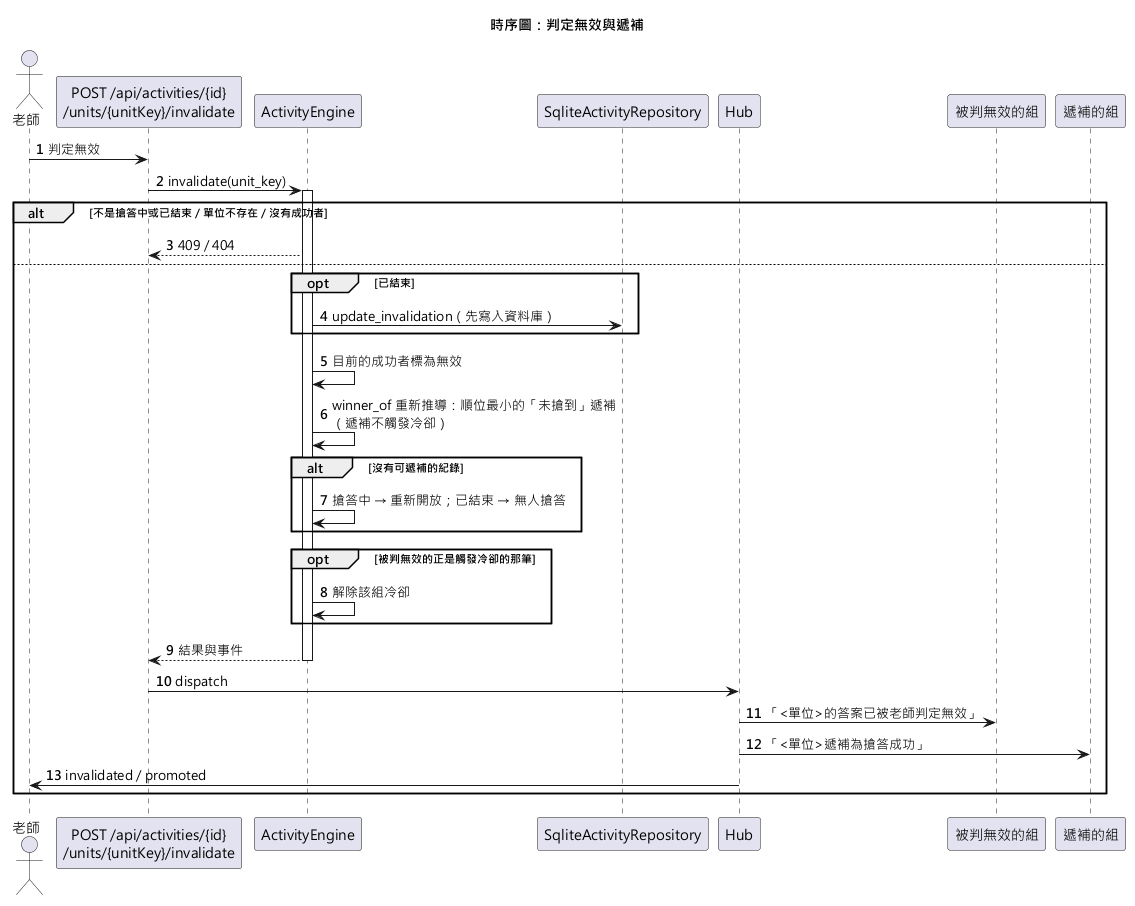 時序圖：判定無效與遞補
老師
POST /api/activities/{id}
/units/{unitKey}/invalidate
ActivityEngine
SqliteActivityRepository
Hub
被判無效的組
遞補的組
1 判定無效
2 invalidate(unit_key)
alt [不是搶答中或已結束 / 單位不存在 / 沒有成功者]
3 409 / 404
opt [已結束]
4 update_invalidation（先寫入資料庫）
5 目前的成功者標為無效
6 winner_of 重新推導：順位最小的「未搶到」遞補
（遞補不觸發冷卻）
alt [沒有可遞補的紀錄]
7 搶答中 → 重新開放；已結束 → 無人搶答
opt [被判無效的正是觸發冷卻的那筆]
8 解除該組冷卻
9 結果與事件
10 dispatch
11 「<單位>的答案已被老師判定無效」
12 「<單位>遞補為搶答成功」
13 invalidated / promoted
老師
POST /api/activities/{id}
/units/{unitKey}/invalidate
ActivityEngine
SqliteActivityRepository
Hub
被判無效的組
遞補的組